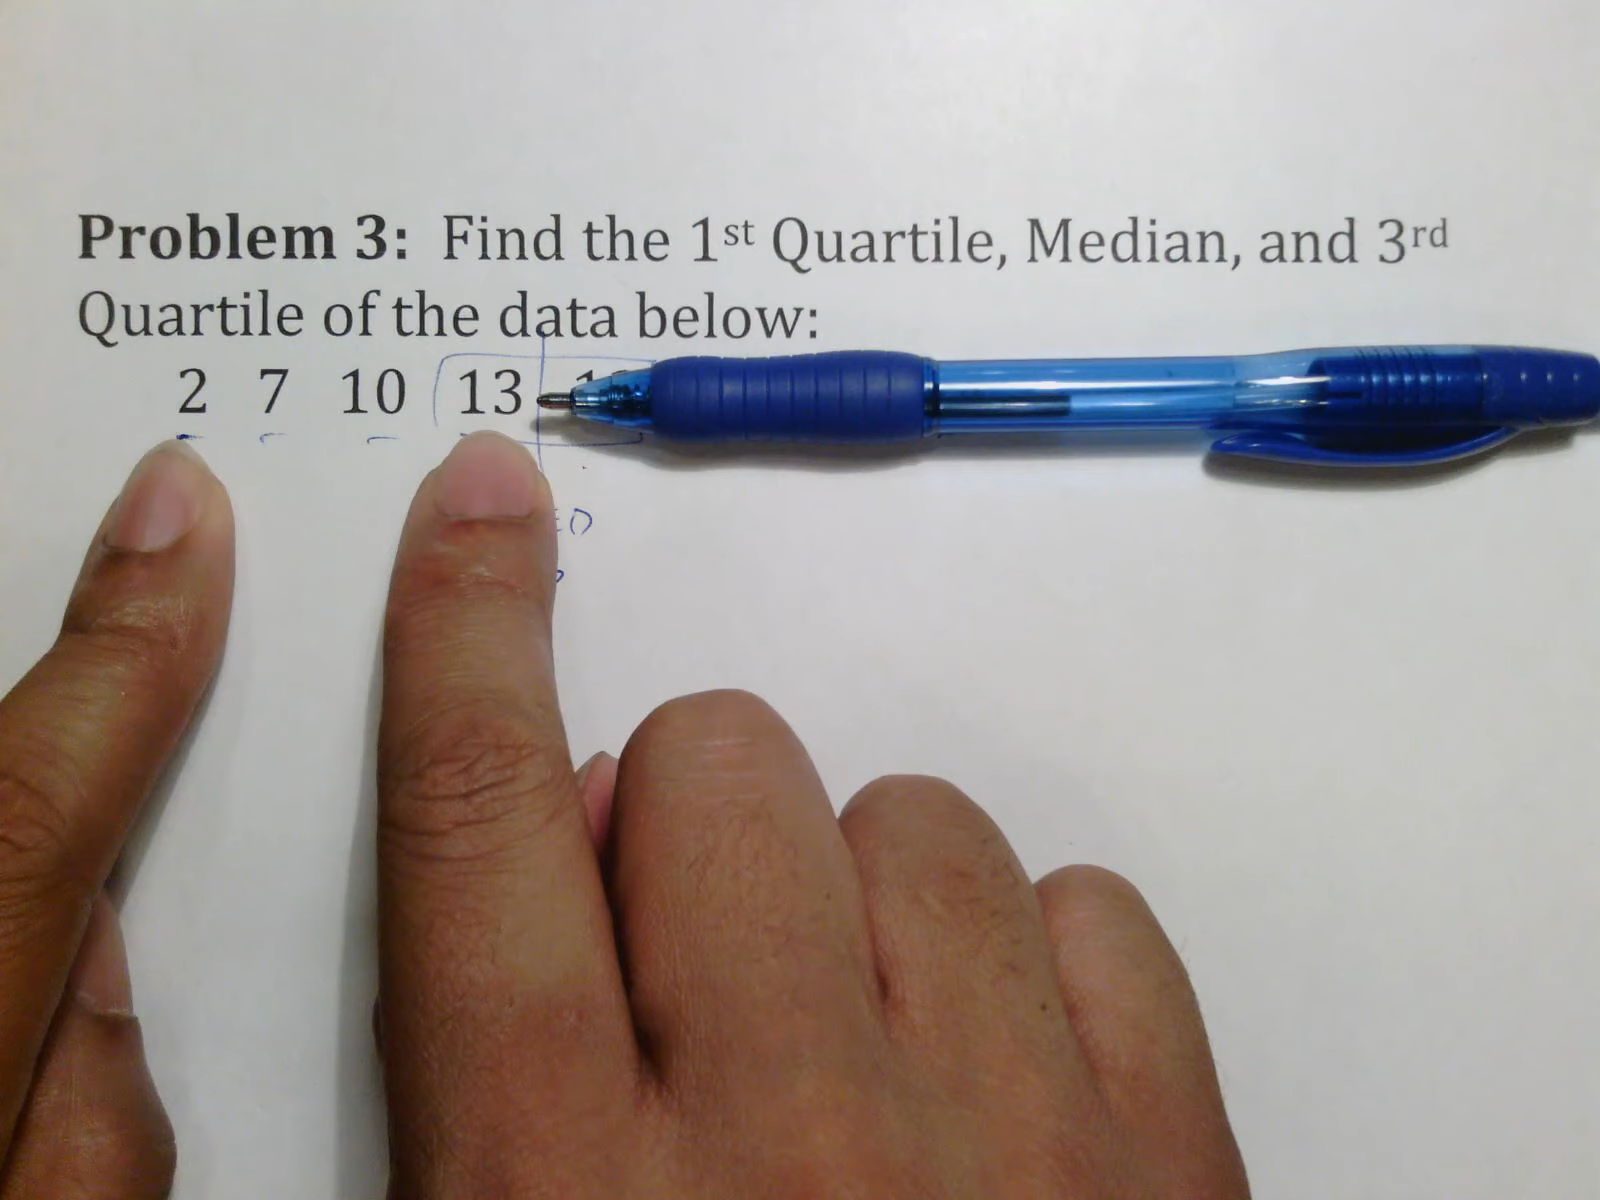 Problem 3: Find the 1st Quartile, Median, and 3rd
Quartile of the data below:
2 7 10 13